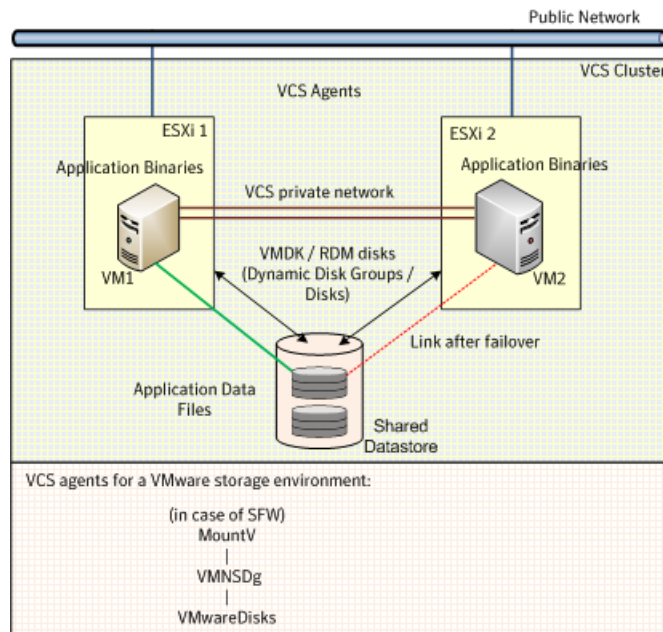 Public Network
VCS Cluster
VCS Agents
ESXi 1
ESXi 2
Application Binaries
Application Binaries
VCS private network
VMDK / RDM disks
(Dynamic Disk Groups /
Disks)
VM1
VM2
Link after failover
Application Data
Files
Shared
Datastore
VCS agents for a VMware storage environment:
(in case of SFW)
MountV
|
VMNSDg
|
VMwareDisks